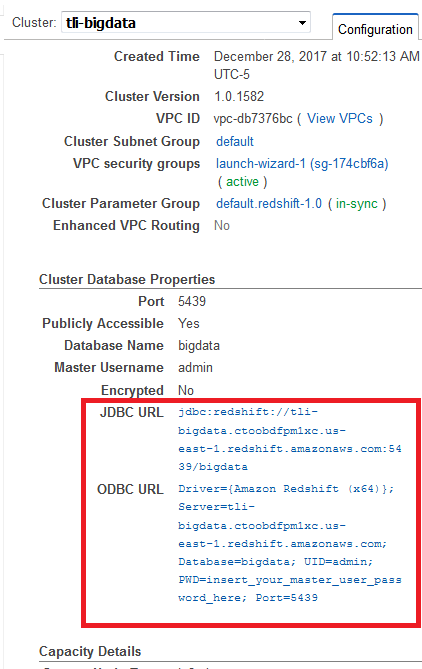 Cluster: tli-bigdata
Configuration
Created Time December 28, 2017 at 10:52:13 AM
UTC-5
Cluster Version 1.0.1582
VPC ID vpc-db7376bc ( View VPCs )
Cluster Subnet Group default
VPC security groups launch-wizard-1 (sg-174cbf6a)
( active )
Cluster Parameter Group default.redshift-1.0 ( in-sync )
Enhanced VPC Routing No
Cluster Database Properties
Port 5439
Publicly Accessible Yes
Database Name bigdata
Master Username admin
Encrypted No
JDBC URL jdbc:redshift://tli-
bigdata.ctoobdfpm1xc.us-
east-1.redshift.amazonaws.com:54
39/bigdata
ODBC URL Driver={Amazon Redshift (x64)};
Server=tli-
bigdata.ctoobdfpm1xc.us-
east-1.redshift.amazonaws.com;
Database=bigdata; UID=admin;
PWD=insert_your_master_user_pass
word_here; Port=5439
Capacity Details